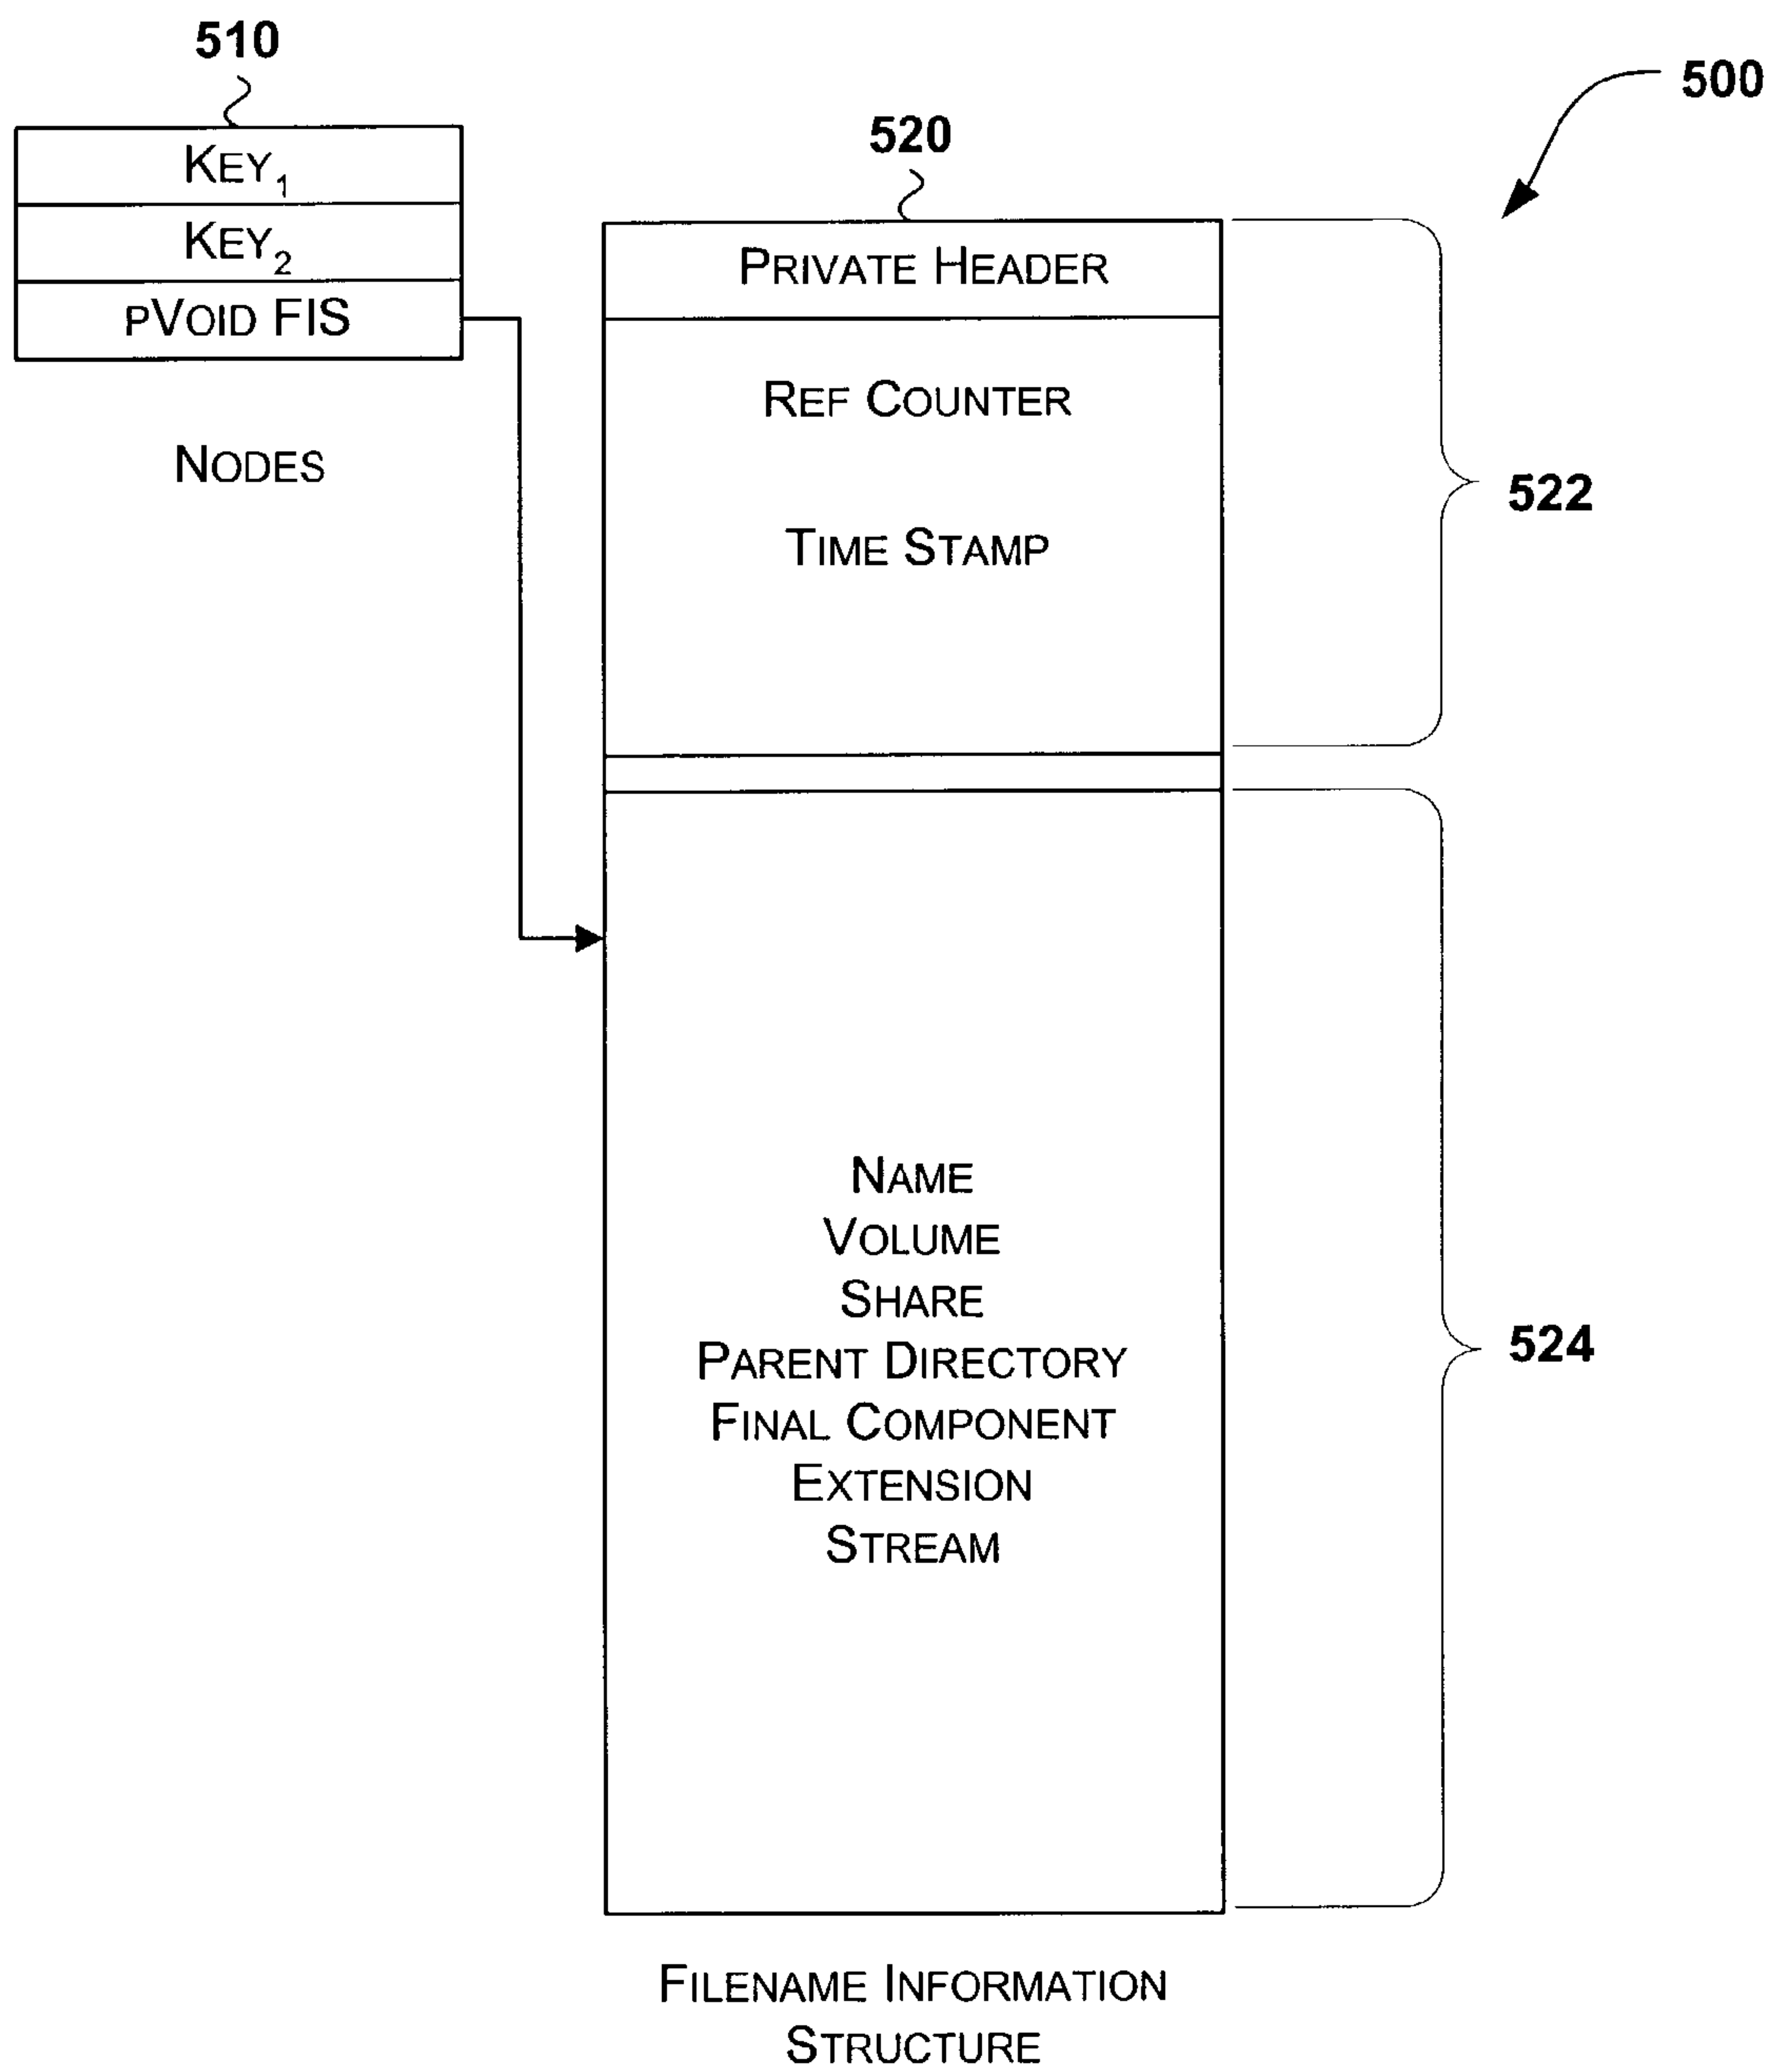 510
500
KEY1
KEY2
PVOID FIS
NODES
520
PRIVATE HEADER
REF COUNTER
TIME STAMP
522
NAME
VOLUME
SHARE
PARENT DIRECTORY
FINAL COMPONENT
EXTENSION
STREAM
524
FILENAME INFORMATION
STRUCTURE